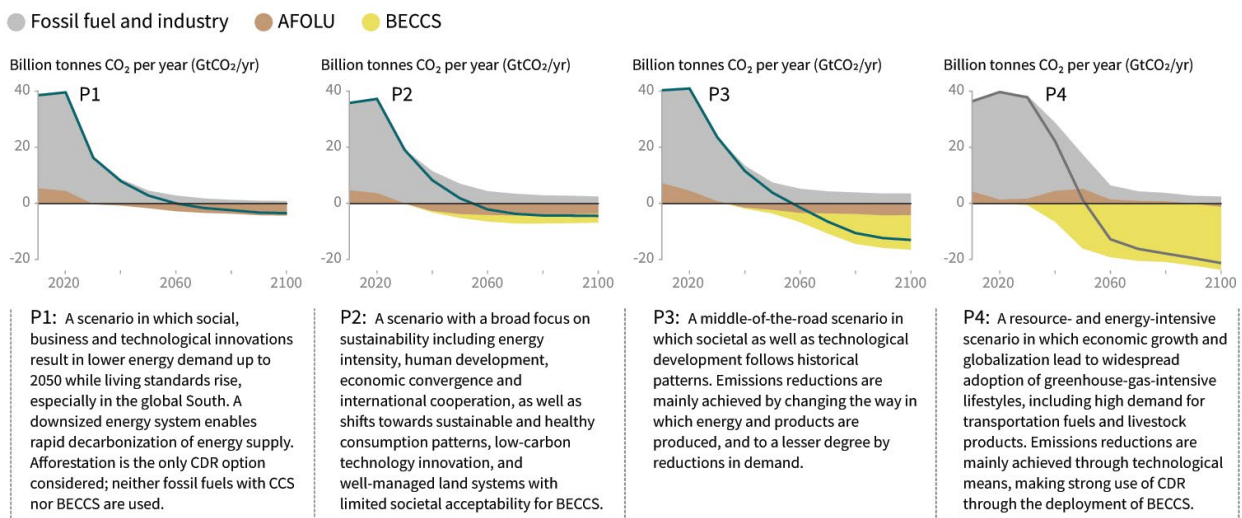 Fossil fuel and industry AFOLU BECCS
Billion tonnes CO₂ per year (GtCO₂/yr)
40
P1
20
0
-20
2020 2060 2100
Billion tonnes CO₂ per year (GtCO₂/yr)
40
P2
20
0
-20
2020 2060 2100
Billion tonnes CO₂ per year (GtCO₂/yr)
40
P3
20
0
-20
2020 2060 2100
Billion tonnes CO₂ per year (GtCO₂/yr)
40
P4
20
0
-20
2020 2060 2100
P1: A scenario in which social,
business and technological innovations
result in lower energy demand up to
2050 while living standards rise,
especially in the global South. A
downsized energy system enables
rapid decarbonization of energy supply.
Afforestation is the only CDR option
considered; neither fossil fuels with CCS
nor BECCS are used.
P2: A scenario with a broad focus on
sustainability including energy
intensity, human development,
economic convergence and
international cooperation, as well as
shifts towards sustainable and healthy
consumption patterns, low-carbon
technology innovation, and
well-managed land systems with
limited societal acceptability for BECCS.
P3: A middle-of-the-road scenario in
which societal as well as technological
development follows historical
patterns. Emissions reductions are
mainly achieved by changing the way in
which energy and products are
produced, and to a lesser degree by
reductions in demand.
P4: A resource- and energy-intensive
scenario in which economic growth and
globalization lead to widespread
adoption of greenhouse-gas-intensive
lifestyles, including high demand for
transportation fuels and livestock
products. Emissions reductions are
mainly achieved through technological
means, making strong use of CDR
through the deployment of BECCS.